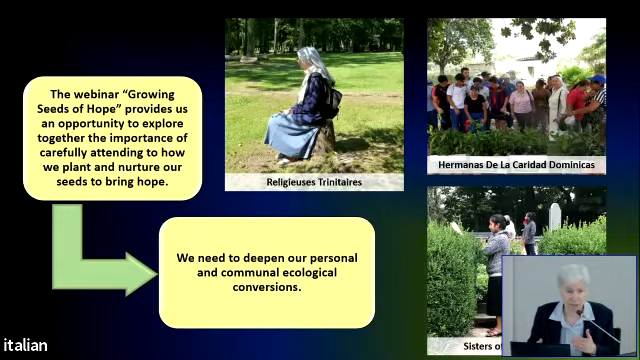 The webinar “Growing
Seeds of Hope” provides us
an opportunity to explore
together the importance of
carefully attending to how
we plant and nurture our
seeds to bring hope.
We need to deepen our personal
and communal ecological
conversions.
Religieuses Trinitaires
Hermanas De La Caridad Dominicas
Sisters of
italian